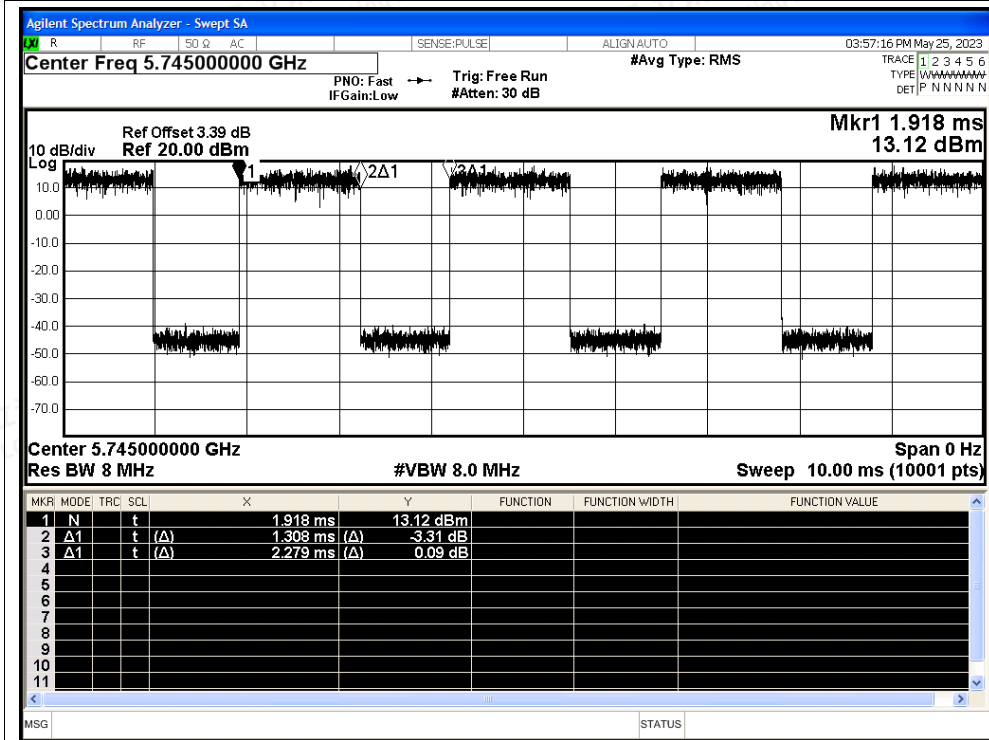 Agilent Spectrum Analyzer - Swept SA
LXI R RF 50 Ω AC SENSE:PULSE ALIGN AUTO 03:57:16 PM May 25, 2023
Center Freq 5.745000000 GHz #Avg Type: RMS TRACE 1 2 3 4 5 6
PNO: Fast Trig: Free Run TYPE WWWWWW
IFGain:Low #Atten: 30 dB DET P N N N N N
Mkr1 1.918 ms
Ref Offset 3.39 dB
10 dB/div Ref 20.00 dBm 13.12 dBm
Log
1 2Δ1 3Δ1
10.0
0.00
-10.0
-20.0
-30.0
-40.0
-50.0
-60.0
-70.0
Center 5.745000000 GHz Span 0 Hz
Res BW 8 MHz #VBW 8.0 MHz Sweep 10.00 ms (10001 pts)
MKR MODE TRC SCL X Y FUNCTION FUNCTION WIDTH FUNCTION VALUE
1 N t 1.918 ms 13.12 dBm
2 Δ1 t (Δ) 1.308 ms (Δ) -3.31 dB
3 Δ1 t (Δ) 2.279 ms (Δ) 0.09 dB
4
5
6
7
8
9
10
11
MSG STATUS